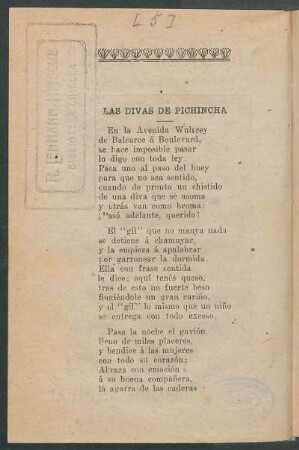 [5]
R. LEHMANN-NITSCHE
BIBLIOTECA CRIOLLA
LAS DIVAS DE PICHINCHA
En la Avenida Wulsrey
de Balcarce á Boulevard,
se hace imposible pasar
lo digo con toda ley.
Pasa uno al paso del buey
para que no sea sentido,
cuando de pronto un chistido
de una diva que se asoma
y atrás van como broma:
¡Pasá adelante, querido!
El "gil" que no manya nada
se detiene á chamuyar,
y la empieza á apalabrar
por garronear la dormida.
Ella con frase sentida
le dice: aquí tenés queso,
tras de esto un fuerte beso
finciéndole un gran cariño,
y el "gil" lo mismo que un niño
se entrega con todo exceso.
Pasa la noche el gavión
lleno de miles placeres,
y bendice á las mujeres
con todo su corazón;
Abraza con emoción
á su buena compañera,
la agarra de las caderas